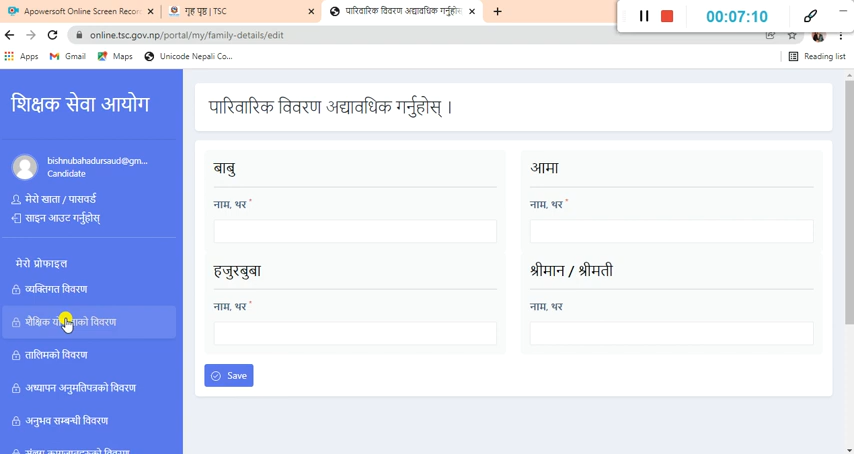 Apowersoft Online Screen Recor
गृह पृष्ठ | TSC
पारिवारिक विवरण अद्यावधिक गर्नुहोस्
00:07:10
online.tsc.gov.np/portal/my/family-details/edit
Apps
Gmail
Maps
Unicode Nepali Co...
Reading list
शिक्षक सेवा आयोग
bishnubahadursaud@gm...
Candidate
मेरो खाता / पासवर्ड
साइन आउट गर्नुहोस्
मेरो प्रोफाइल
व्यक्तिगत विवरण
शैक्षिक
तालिमको विवरण
अध्यापन अनुमतिपत्रको विवरण
अनुभव सम्बन्धी विवरण
पारिवारिक विवरण अद्यावधिक गर्नुहोस् ।
बाबु
नाम, थर *
आमा
नाम, थर *
हजुरबुबा
नाम, थर *
श्रीमान / श्रीमती
नाम, थर
Save